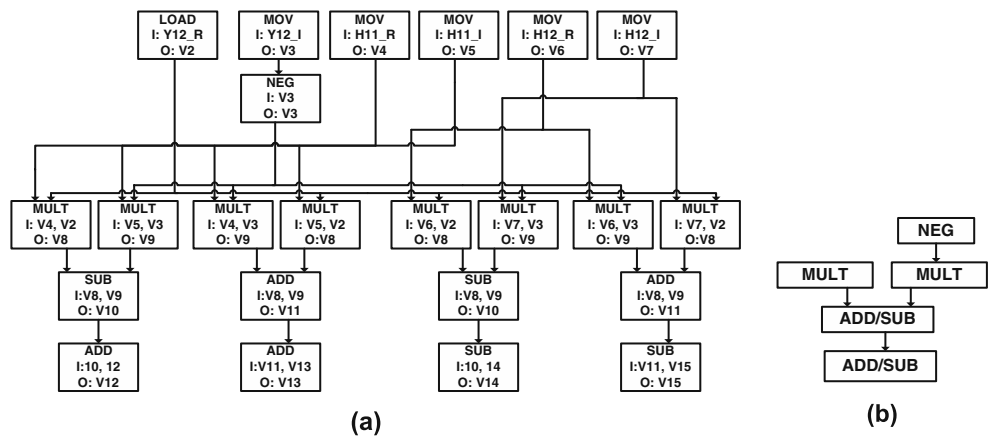 LOAD
I: Y12_R
O: V2
MOV
I: Y12_I
O: V3
MOV
I: H11_R
O: V4
MOV
I: H11_I
O: V5
MOV
I: H12_R
O: V6
MOV
I: H12_I
O: V7
NEG
I: V3
O: V3
MULT
I: V4, V2
O: V8
MULT
I: V5, V3
O: V9
MULT
I: V4, V3
O: V9
MULT
I: V5, V2
O:V8
MULT
I: V6, V2
O: V8
MULT
I: V7, V3
O: V9
MULT
I: V6, V3
O: V9
MULT
I: V7, V2
O:V8
SUB
I:V8, V9
O: V10
ADD
I:V8, V9
O: V11
SUB
I:V8, V9
O: V10
ADD
I:V8, V9
O: V11
ADD
I:10, 12
O: V12
ADD
I:V11, V13
O: V13
SUB
I:10, 14
O: V14
SUB
I:V11, V15
O: V15
(a)
NEG
MULT
MULT
ADD/SUB
ADD/SUB
(b)